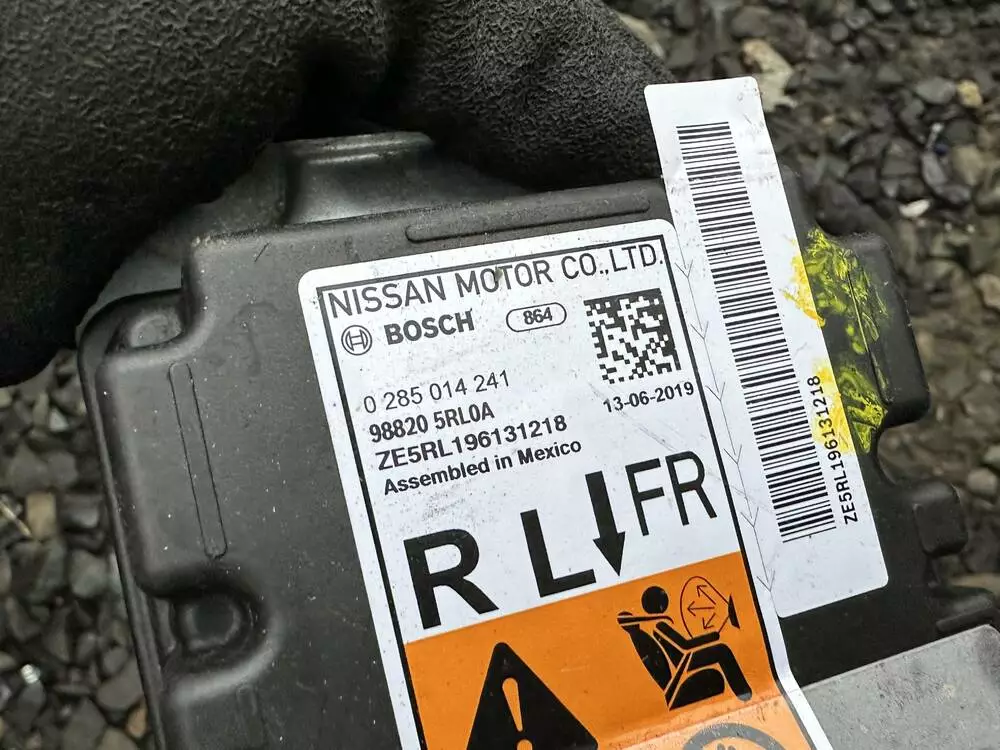 NISSAN MOTOR CO.,LTD.
BOSCH 864
0 285 014 241
98820 5RL0A
13-06-2019
ZE5RL196131218
Assembled in Mexico
R L FR
ZE5RL196131218